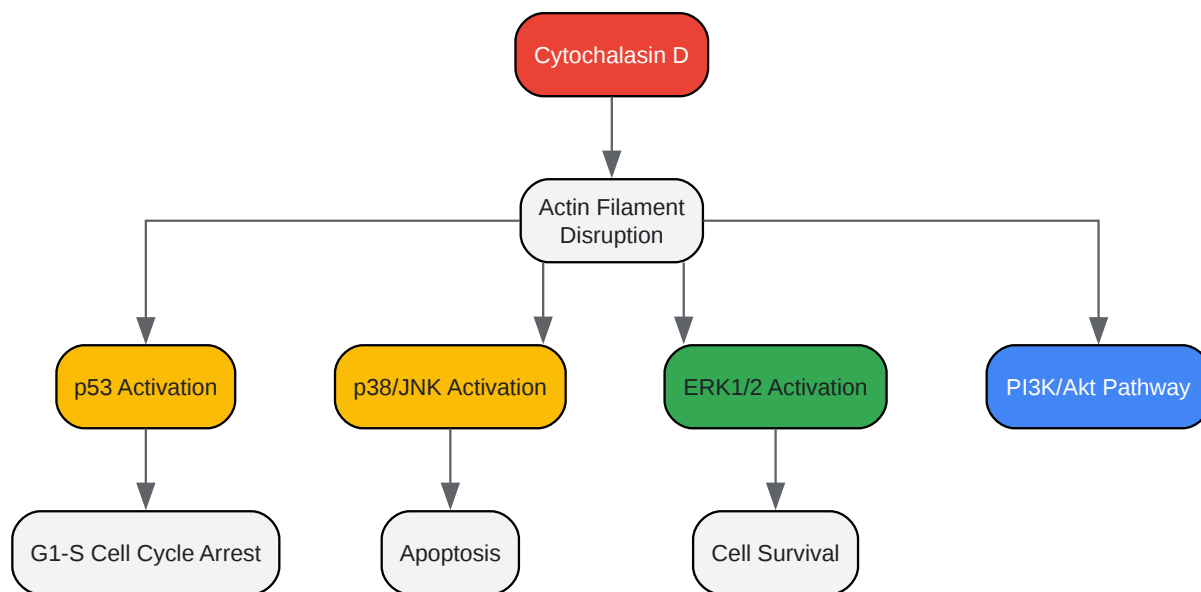 Cytochalasin D
Actin Filament
Disruption
p53 Activation
p38/JNK Activation
ERK1/2 Activation
PI3K/Akt Pathway
G1-S Cell Cycle Arrest
Apoptosis
Cell Survival